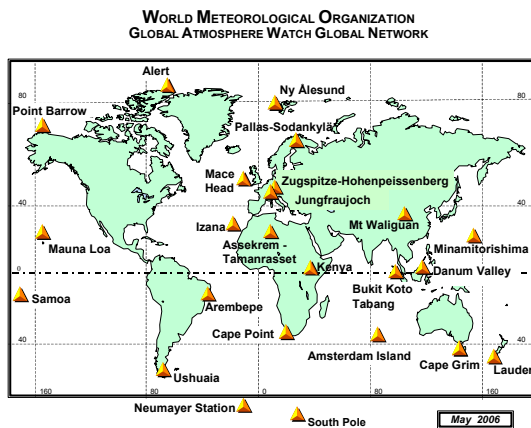 WORLD METEOROLOGICAL ORGANIZATION
GLOBAL ATMOSPHERE WATCH GLOBAL NETWORK
Alert
Ny Ålesund
80
80
Point Barrow
Pallas-Sodankylä
Mace
Head
Zugspitze-Hohenpeissenberg
Jungfraujoch
40
40
Izana
Mt Waliguan
Mauna Loa
Assekrem -
Tamanrasset
Minamitorishima
0
0
Kenya
Danum Valley
Bukit Koto
Tabang
Samoa
Arembepe
Cape Point
Amsterdam Island
40
40
Cape Grim
Lauder
Ushuaia
160
0
80
160
Neumayer Station
South Pole
May 2006